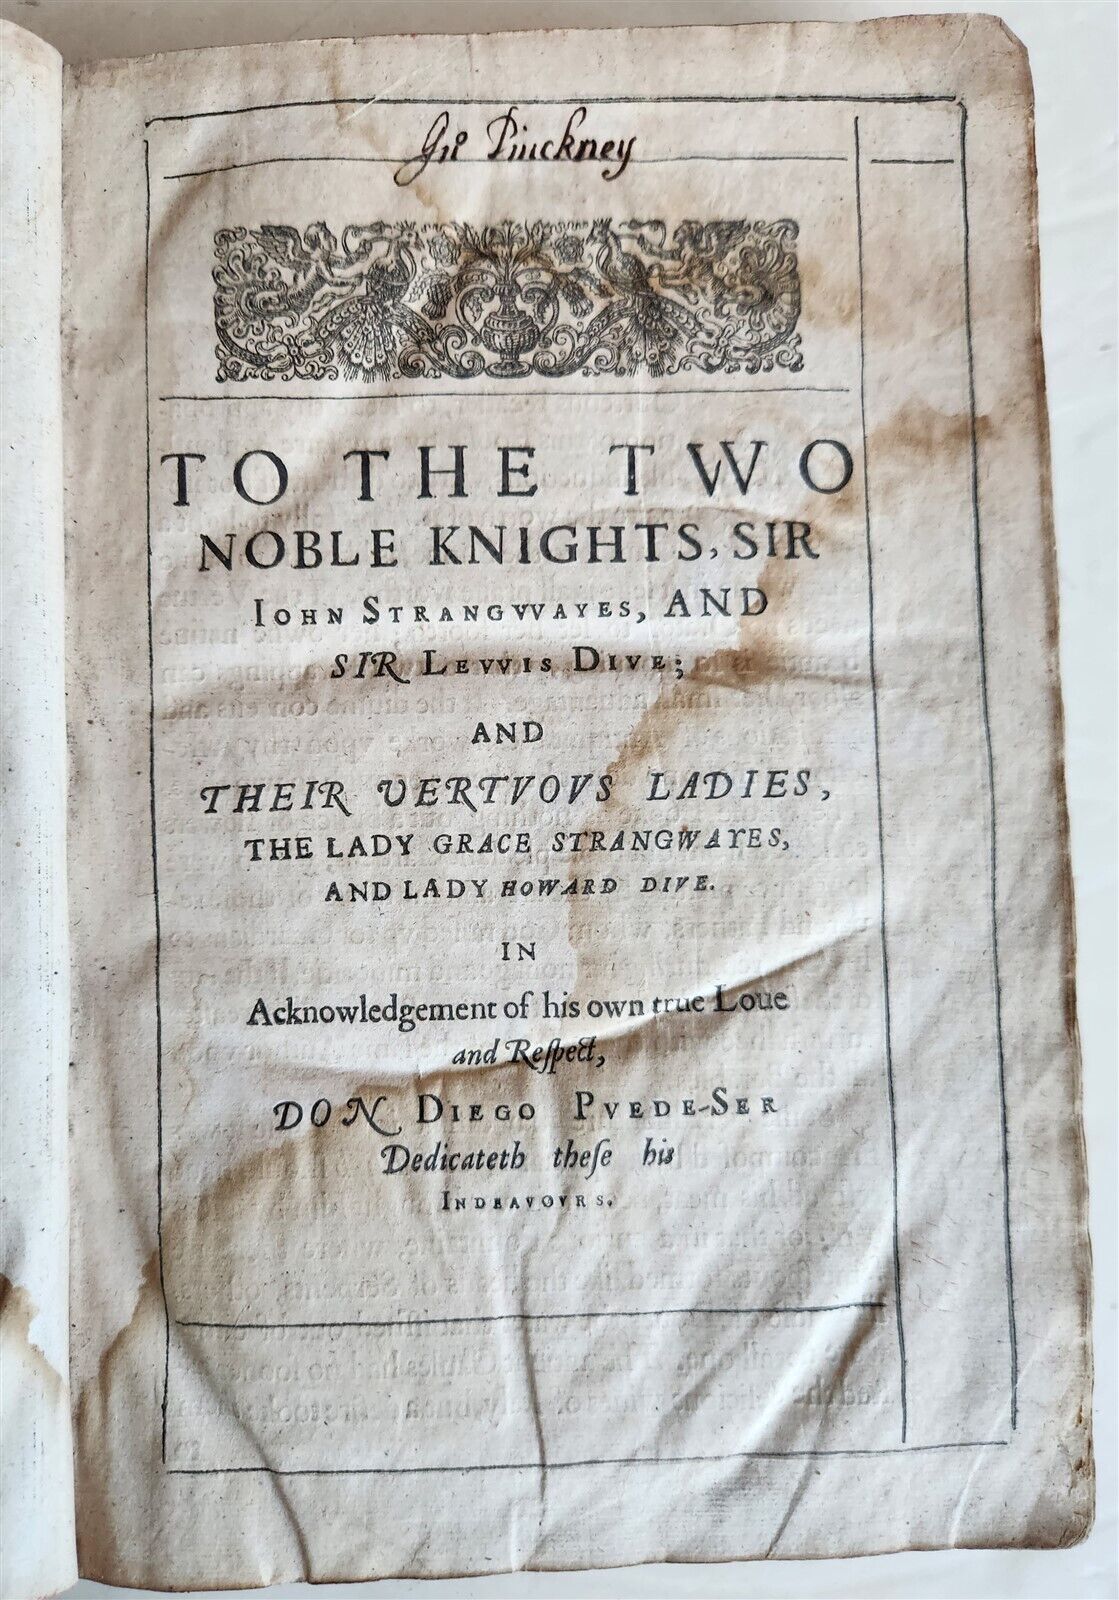 Pinckney
TO THE TWO
NOBLE KNIGHTS, SIR
IOHN STRANGVVAYES, AND
SIR LEVVIS DIVE;
AND
THEIR VERTVOVS LADIES,
THE LADY GRACE STRANGWAYES,
AND LADY HOWARD DIVE.
IN
Acknowledgement of his own true Loue
and Reſpect,
DON DIEGO PVEDE-SER
Dedicateth theſe his
INDEAVOVRS.